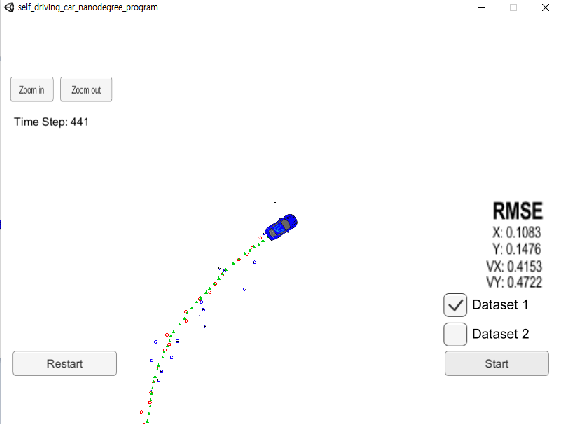 self_driving_car_nanodegree_program
Zoom in
Zoom out
Time Step: 441
RMSE
X: 0.1083
Y: 0.1476
VX: 0.4153
VY: 0.4722
Dataset 1
Dataset 2
Restart
Start